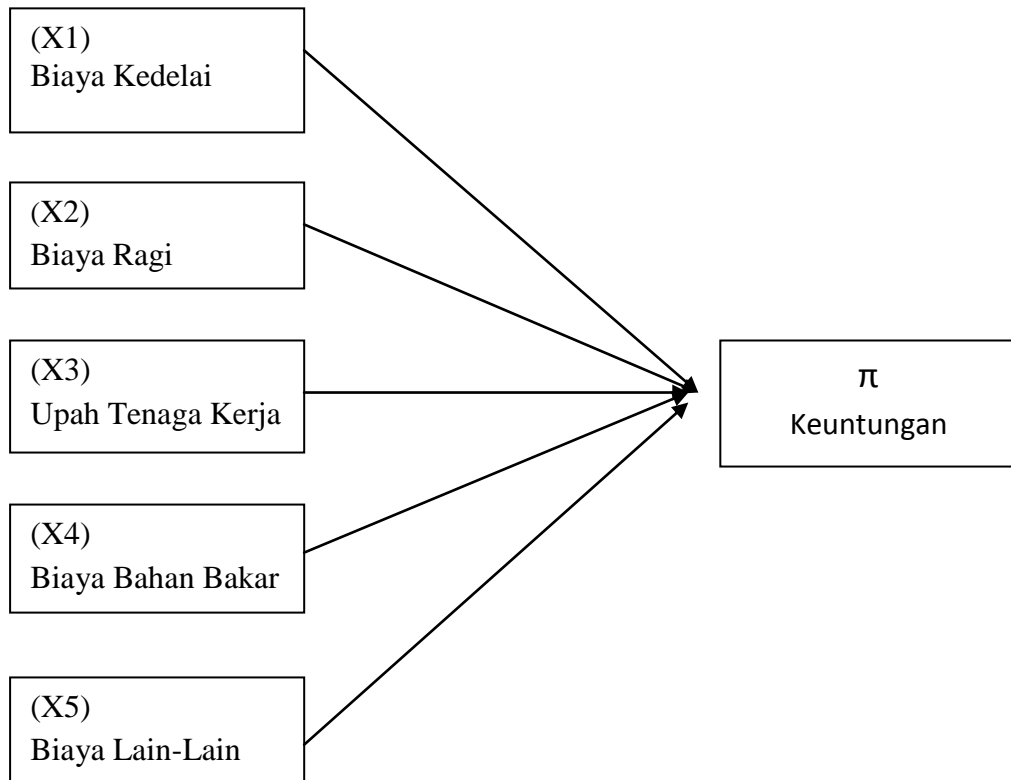 (X1)
Biaya Kedelai
(X2)
Biaya Ragi
(X3)
Upah Tenaga Kerja
(X4)
Biaya Bahan Bakar
(X5)
Biaya Lain-Lain
π
Keuntungan